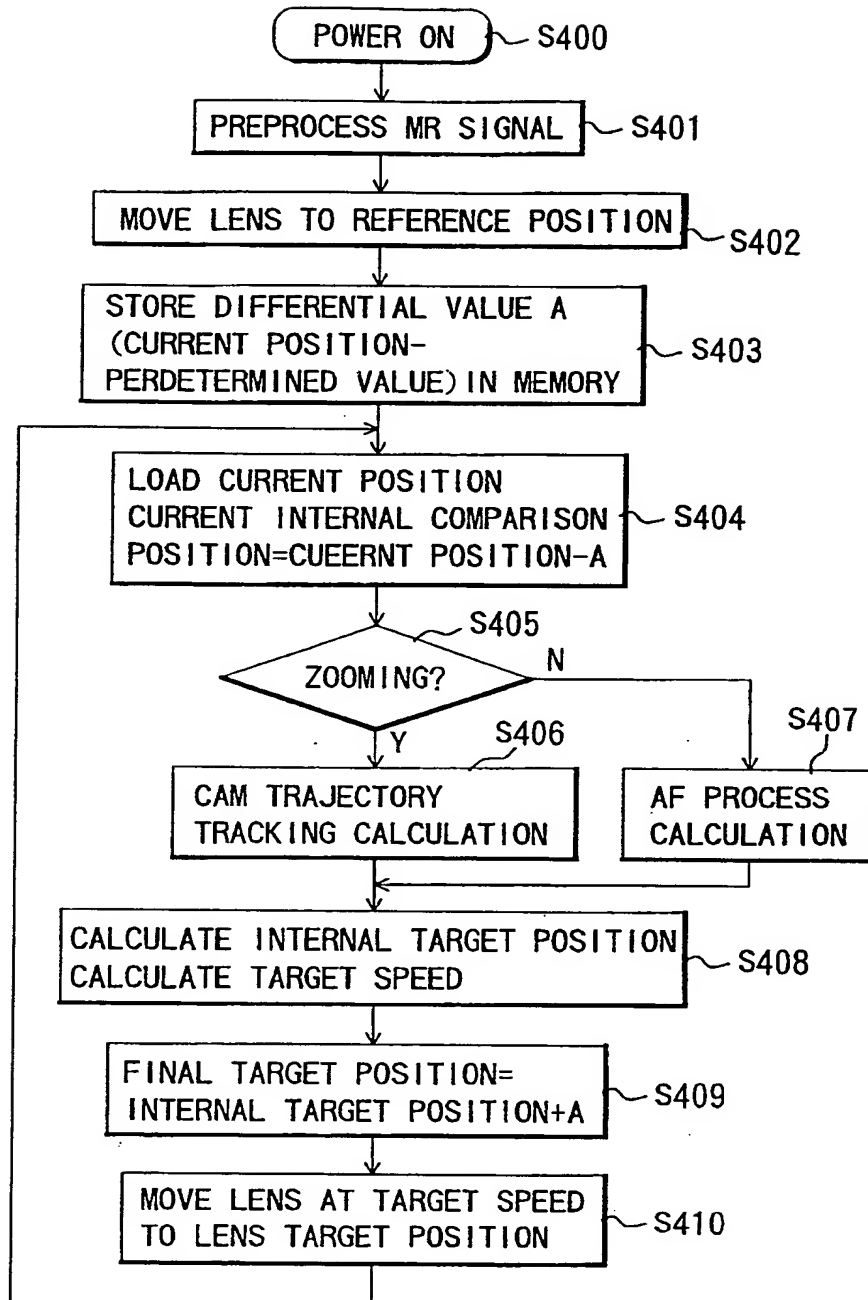 POWER ON
S400
PREPROCESS MR SIGNAL
S401
MOVE LENS TO REFERENCE POSITION
S402
STORE DIFFERENTIAL VALUE A
(CURRENT POSITION-
PERDETERMINED VALUE) IN MEMORY
S403
LOAD CURRENT POSITION
CURRENT INTERNAL COMPARISON
POSITION=CUEERNT POSITION-A
S404
S405
ZOOMING?
N
Y
S406
CAM TRAJECTORY
TRACKING CALCULATION
S407
AF PROCESS
CALCULATION
CALCULATE INTERNAL TARGET POSITION
CALCULATE TARGET SPEED
S408
FINAL TARGET POSITION=
INTERNAL TARGET POSITION+A
S409
MOVE LENS AT TARGET SPEED
TO LENS TARGET POSITION
S410